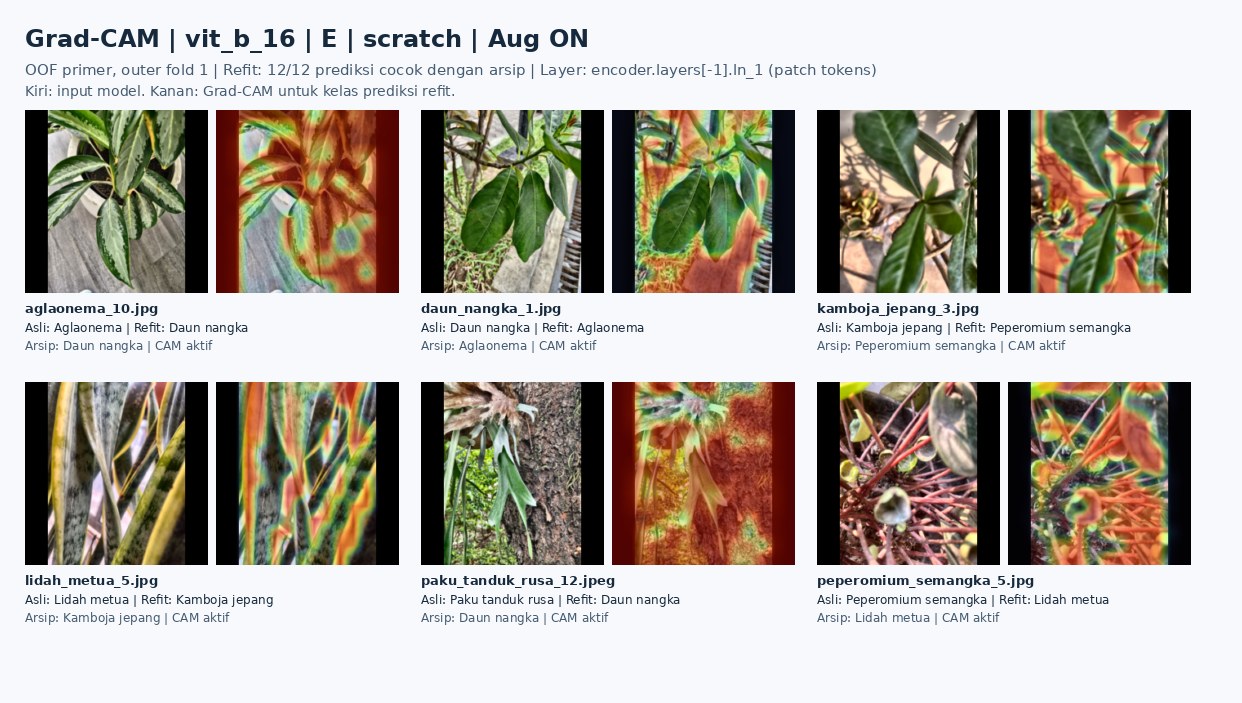 Grad-CAM | vit_b_16 | E | scratch | Aug ON
OOF primer, outer fold 1 | Refit: 12/12 prediksi cocok dengan arsip | Layer: encoder.layers[-1].ln_1 (patch tokens)
Kiri: input model. Kanan: Grad-CAM untuk kelas prediksi refit.
aglaonema_10.jpg
Asli: Aglaonema | Refit: Daun nangka
Arsip: Daun nangka | CAM aktif
daun_nangka_1.jpg
Asli: Daun nangka | Refit: Aglaonema
Arsip: Aglaonema | CAM aktif
kamboja_jepang_3.jpg
Asli: Kamboja jepang | Refit: Peperomium semangka
Arsip: Peperomium semangka | CAM aktif
lidah_metua_5.jpg
Asli: Lidah metua | Refit: Kamboja jepang
Arsip: Kamboja jepang | CAM aktif
paku_tanduk_rusa_12.jpeg
Asli: Paku tanduk rusa | Refit: Daun nangka
Arsip: Daun nangka | CAM aktif
peperomium_semangka_5.jpg
Asli: Peperomium semangka | Refit: Lidah metua
Arsip: Lidah metua | CAM aktif